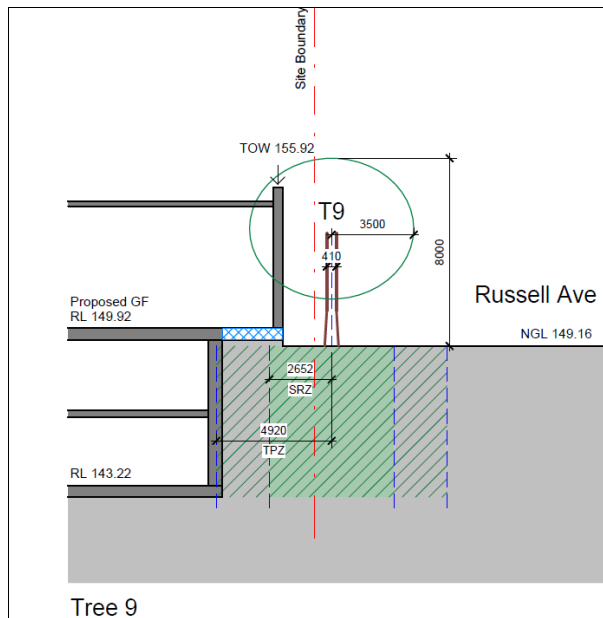 Site Boundary
TOW 155.92
T9
3500
410
8000
Proposed GF
RL 149.92
Russell Ave
NGL 149.16
2652
SRZ
4920
TPZ
RL 143.22
Tree 9